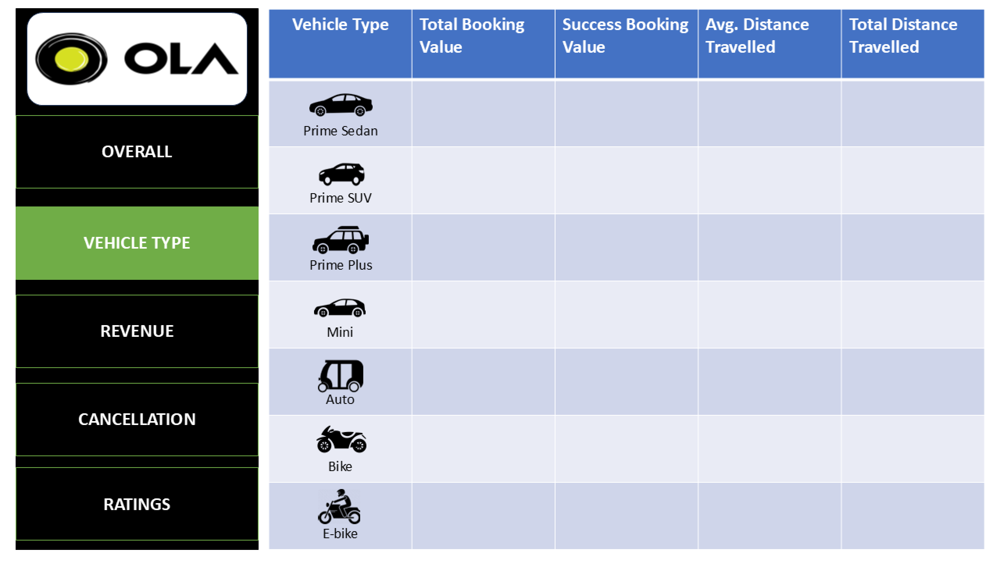 OLA
OVERALL
VEHICLE TYPE
REVENUE
CANCELLATION
RATINGS
Vehicle Type
Total Booking
Value
Success Booking
Value
Avg. Distance
Travelled
Total Distance
Travelled
Prime Sedan
Prime SUV
Prime Plus
Mini
Auto
Bike
E-bike